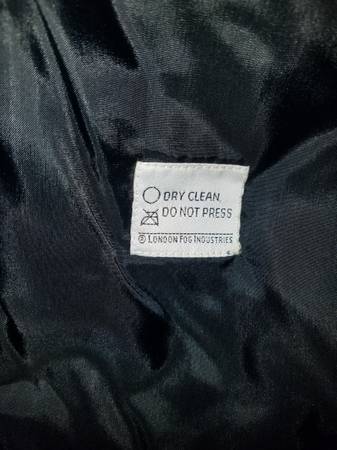 DRY CLEAN.
DO NOT PRESS
© LONDON FOG INDUSTRIES